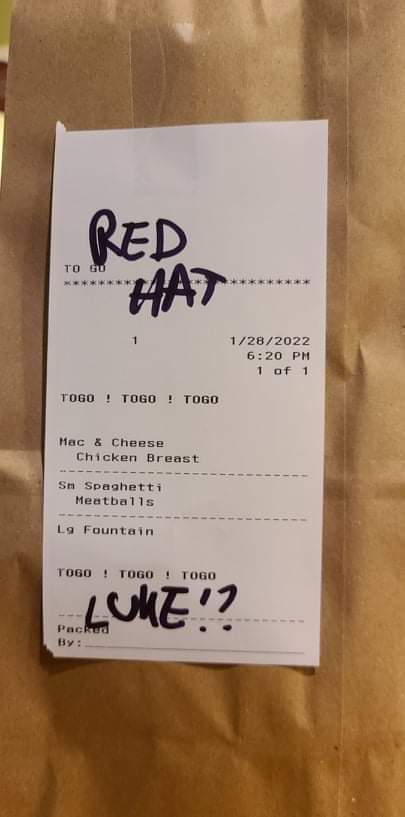 RED
TO GO
HAT
**********************************
1 1/28/2022
6:20 PM
1 of 1
TOGO ! TOGO ! TOGO
Mac & Cheese
Chicken Breast
Sm Spaghetti
Meatballs
Lg Fountain
TOGO ! TOGO ! TOGO
LUKE!?
Packed
By: